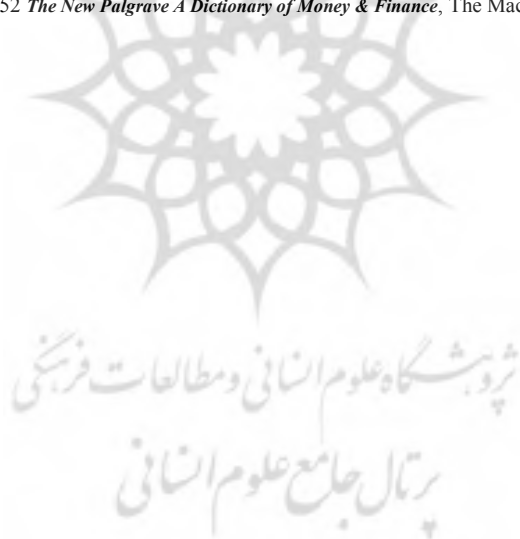 52 The New Palgrave A Dictionary of Money & Finance, The Mac
پژوهشگاه علوم انسانی و مطالعات فرهنگی
پرتال جامع علوم انسانی